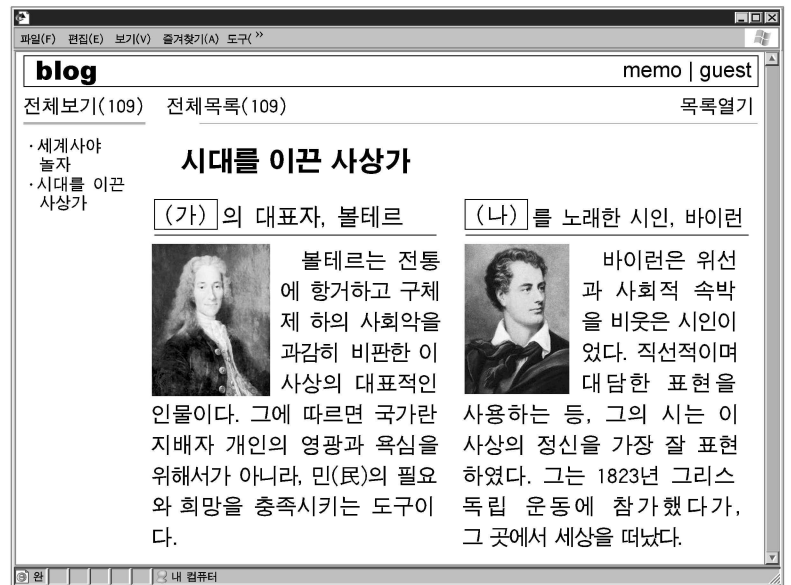 파일(F) 편집(E) 보기(V) 즐겨찾기(A) 도구( »
blog
memo | guest
전체보기(109) 전체목록(109) 목록열기
·세계사야
놀자
·시대를 이끈
사상가
시대를 이끈 사상가
(가)의 대표자, 볼테르
볼테르는 전통
에 항거하고 구체
제 하의 사회악을
과감히 비판한 이
사상의 대표적인
인물이다. 그에 따르면 국가란
지배자 개인의 영광과 욕심을
위해서가 아니라, 민(民)의 필요
와 희망을 충족시키는 도구이
다.
(나)를 노래한 시인, 바이런
바이런은 위선
과 사회적 속박
을 비웃은 시인이
었다. 직선적이며
대담한 표현을
사용하는 등, 그의 시는 이
사상의 정신을 가장 잘 표현
하였다. 그는 1823년 그리스
독립 운동에 참가했다가,
그 곳에서 세상을 떠났다.
완
내 컴퓨터